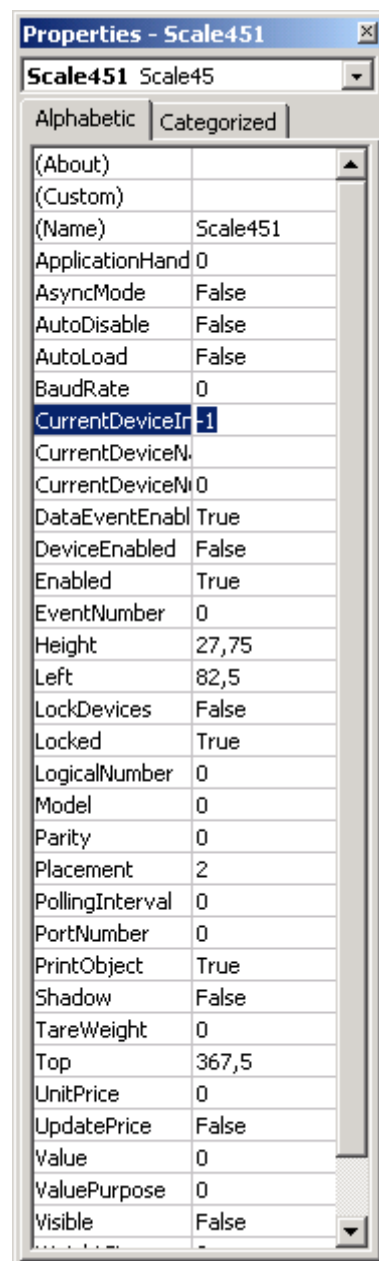 Properties - Scale451
Scale451 Scale45
Alphabetic Categorized
(About)
(Custom)
(Name) Scale451
ApplicationHand 0
AsyncMode False
AutoDisable False
AutoLoad False
BaudRate 0
CurrentDeviceIn -1
CurrentDeviceNa
CurrentDeviceNu 0
DataEventEnabl True
DeviceEnabled False
Enabled True
EventNumber 0
Height 27,75
Left 82,5
LockDevices False
Locked True
LogicalNumber 0
Model 0
Parity 0
Placement 2
PollingInterval 0
PortNumber 0
PrintObject True
Shadow False
TareWeight 0
Top 367,5
UnitPrice 0
UpdatePrice False
Value 0
ValuePurpose 0
Visible False